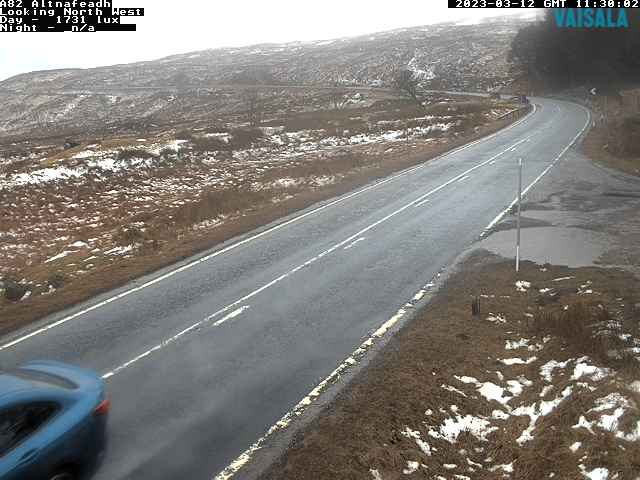 A82 Altnafeadh
Looking North West
Day - 1731 lux
Night - n/a
2023-03-12 GMT 11:30:02
VAISALA